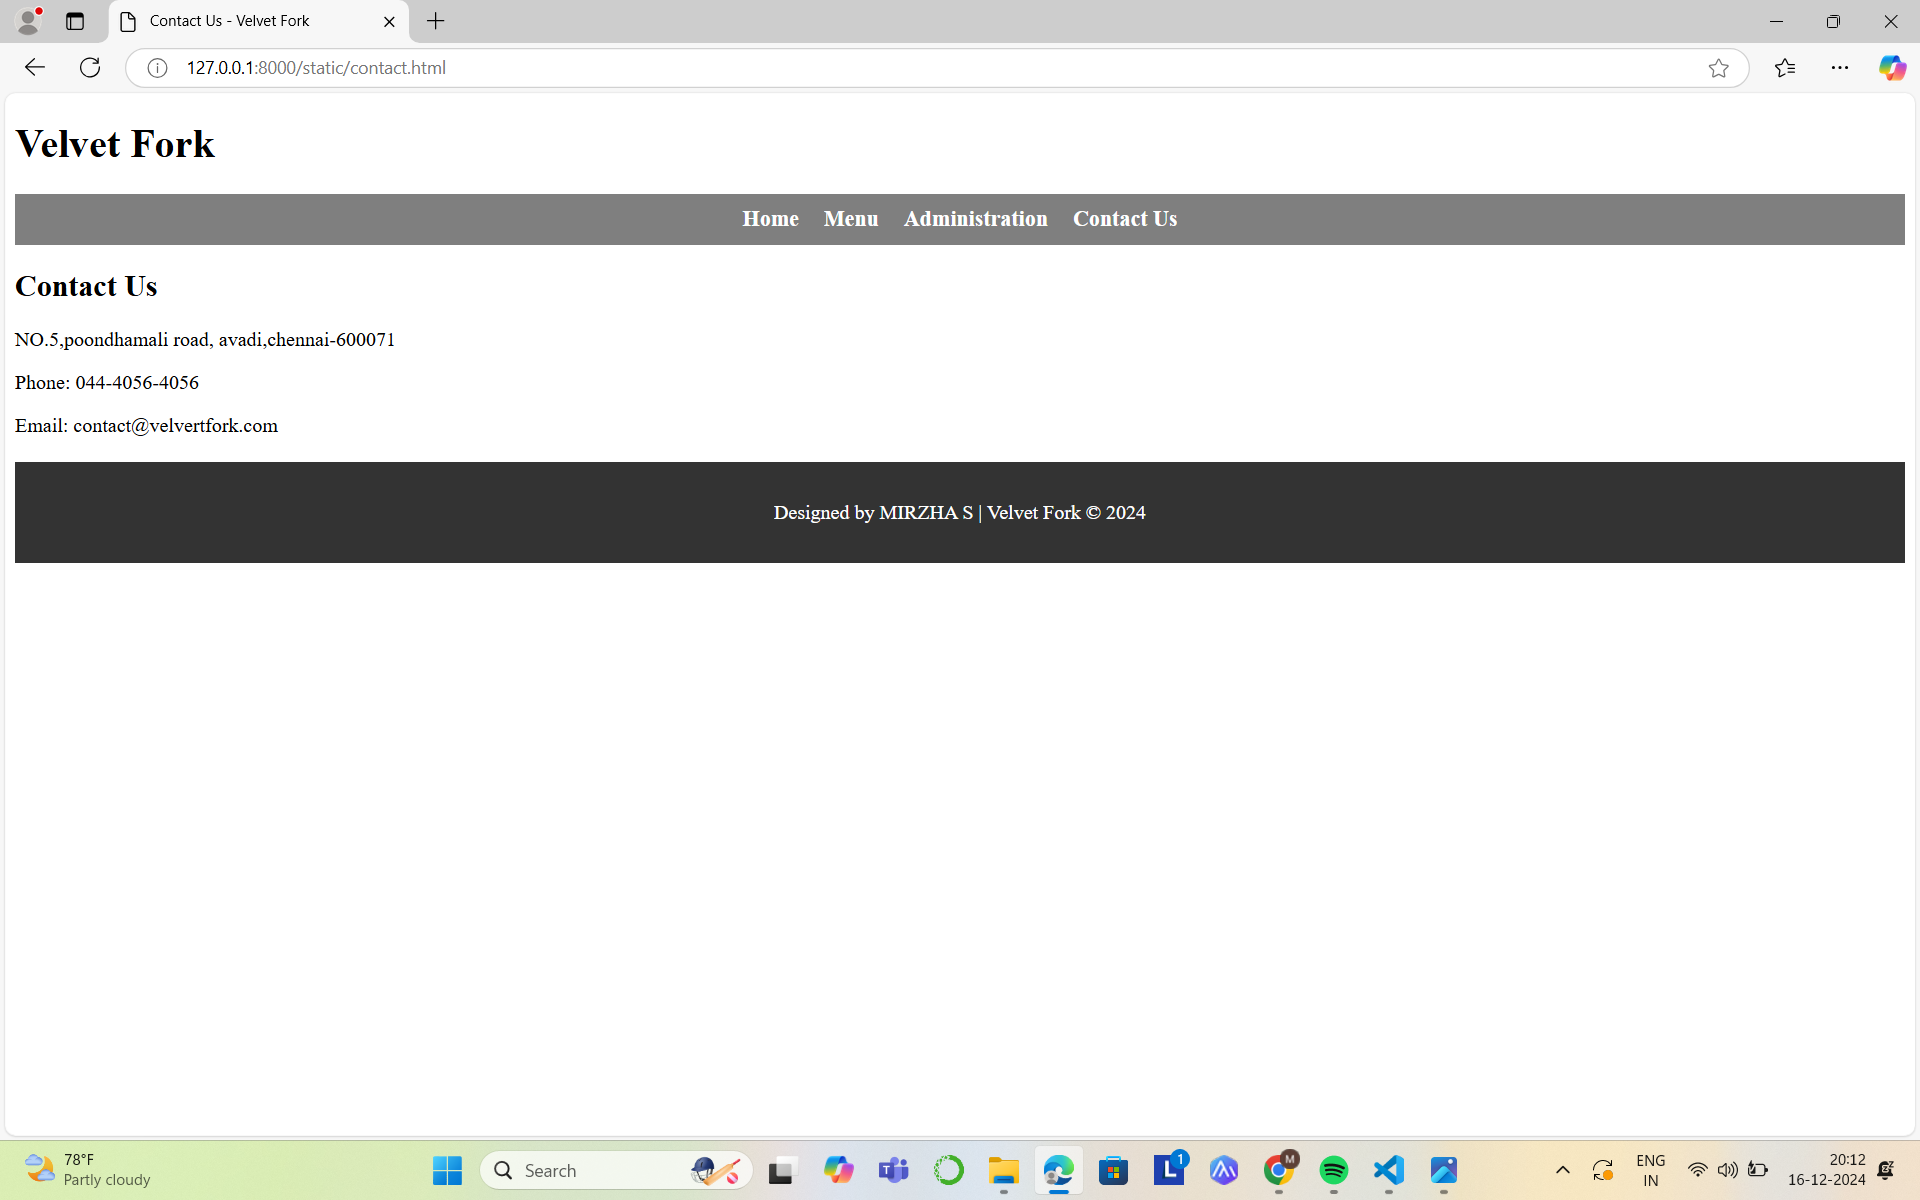 Contact Us - Velvet Fork
127.0.0.1:8000/static/contact.html
Velvet Fork
Home Menu Administration Contact Us
Contact Us
NO.5,poondhamali road, avadi,chennai-600071
Phone: 044-4056-4056
Email: contact@velvertfork.com
Designed by MIRZHA S | Velvet Fork © 2024
78°F
Partly cloudy
Search
T
L
1
M
ENG
IN
20:12
16-12-2024